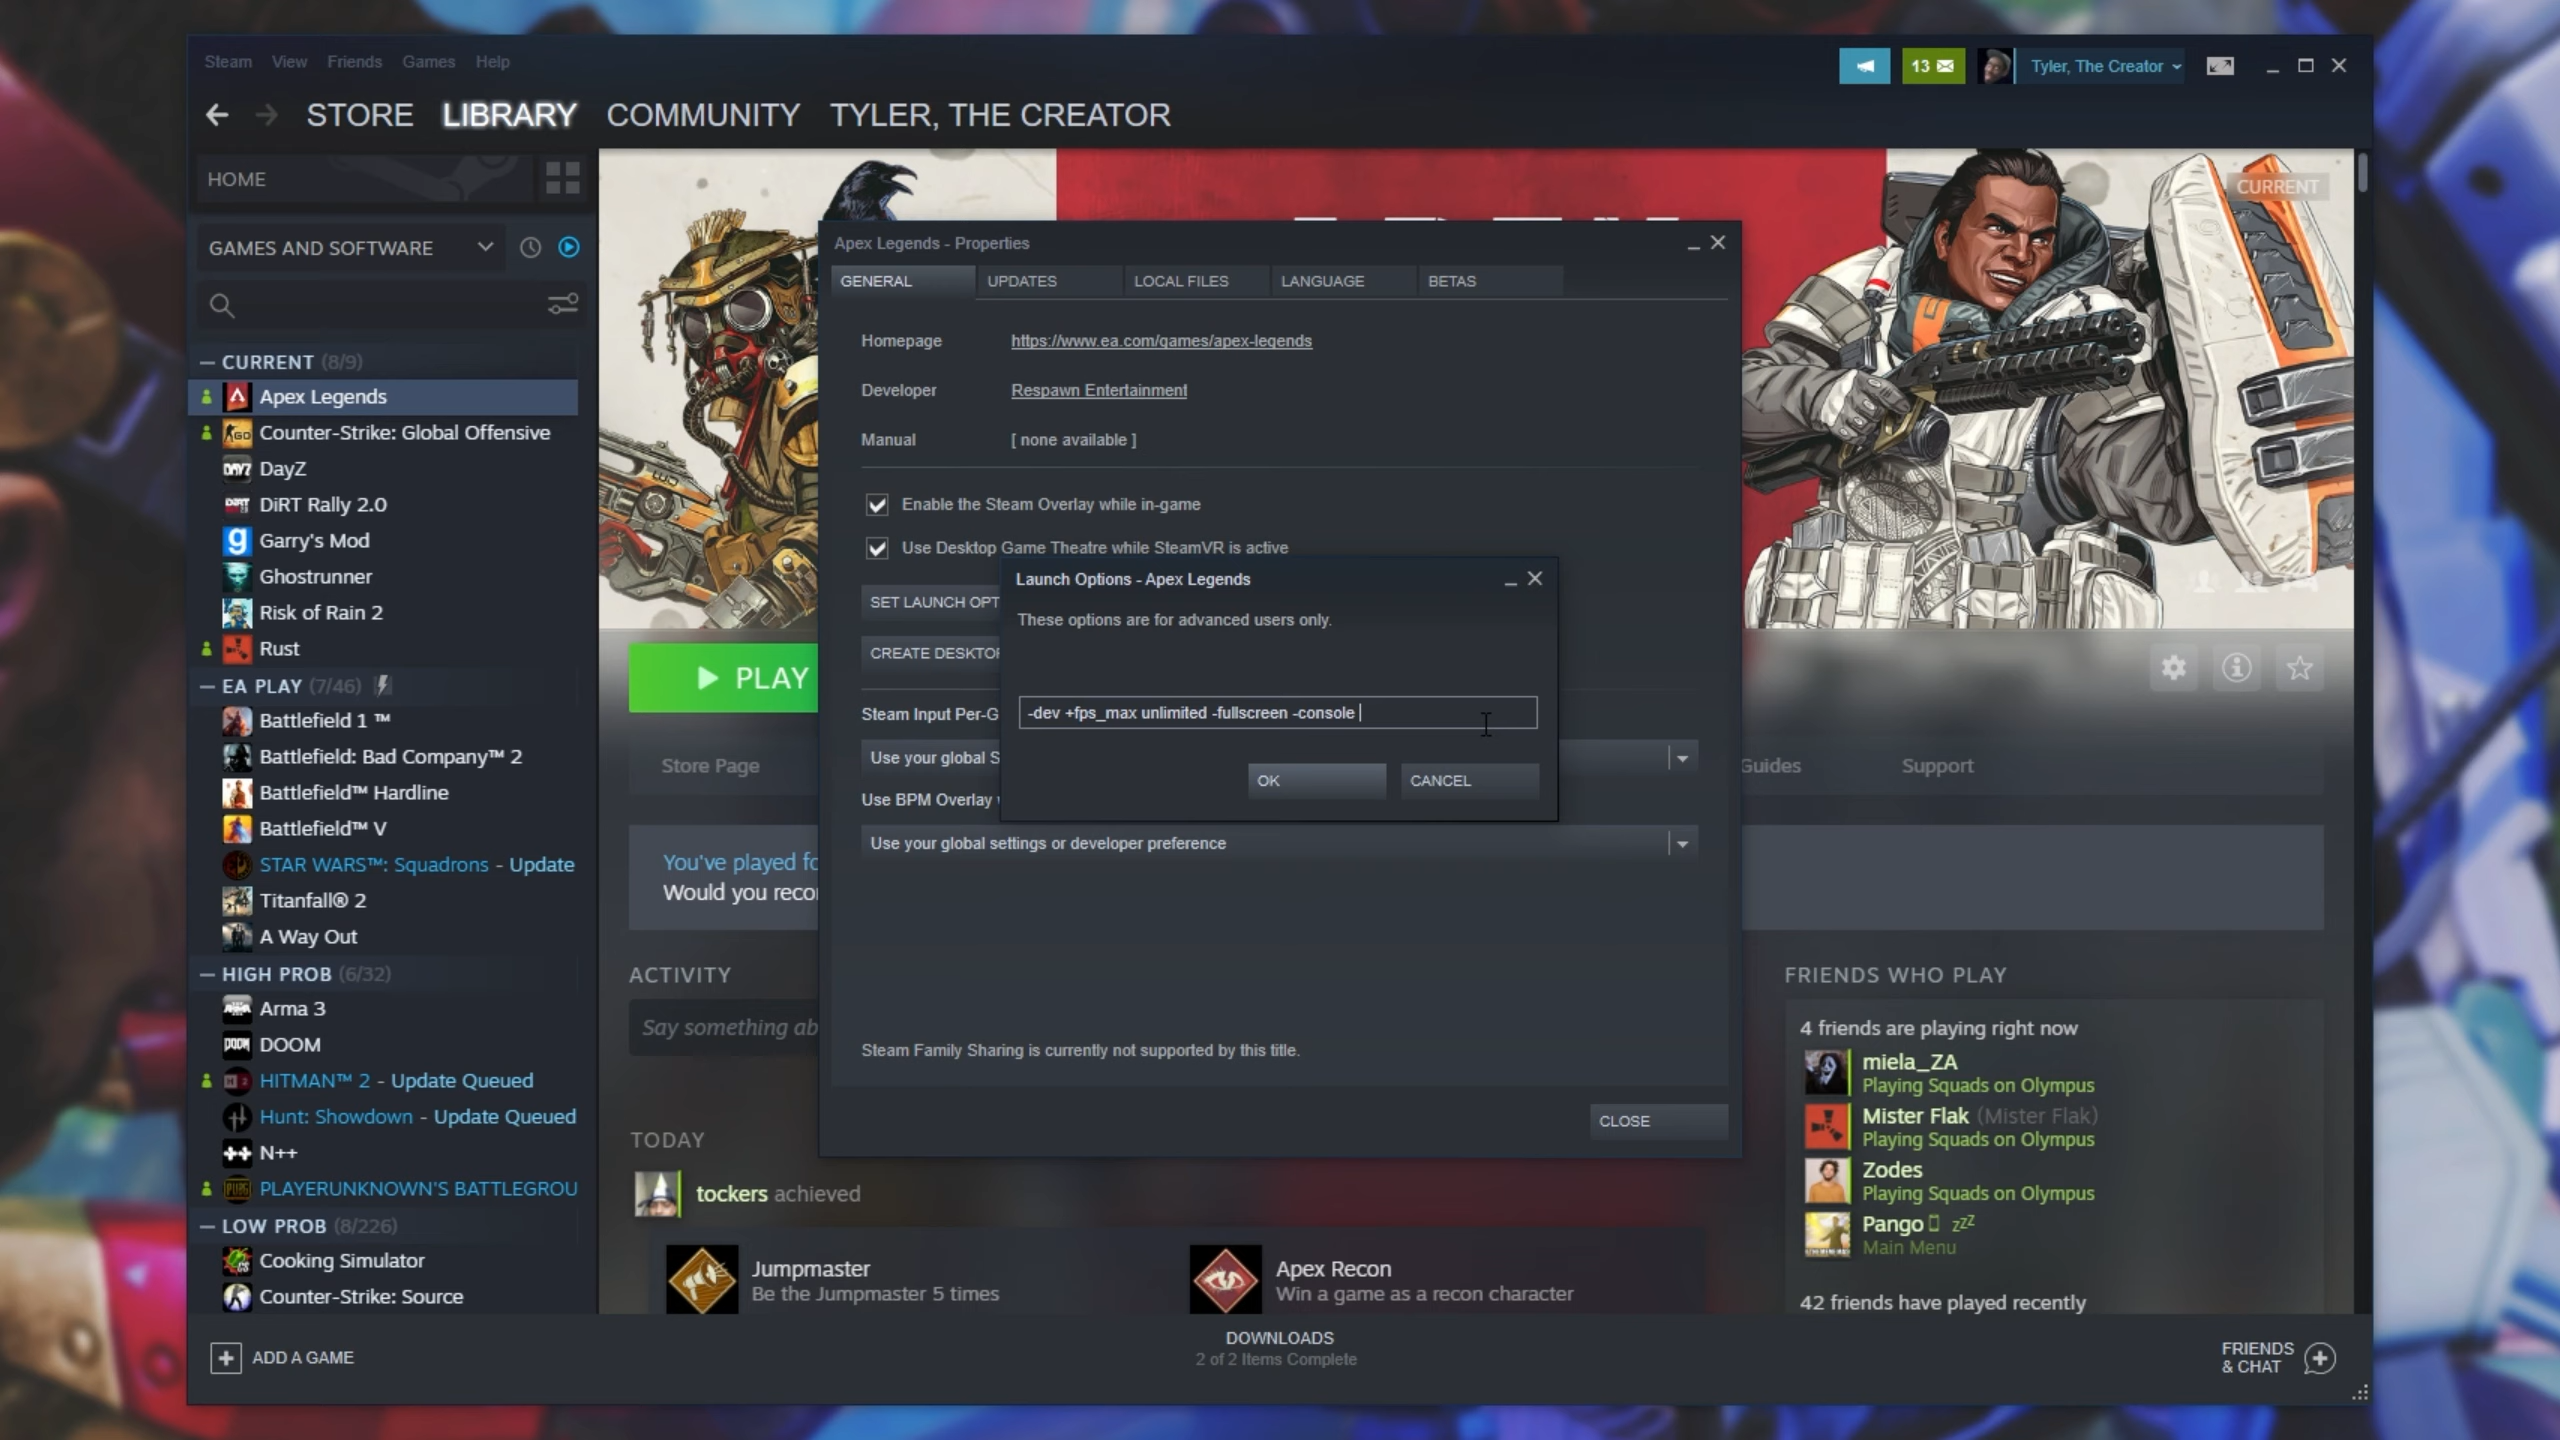 Steam View Friends Games Help
13
Tyler, The Creator
STORE LIBRARY COMMUNITY TYLER, THE CREATOR
HOME
GAMES AND SOFTWARE
CURRENT (8/9)
Apex Legends
Counter-Strike: Global Offensive
DayZ
DiRT Rally 2.0
Garry's Mod
Ghostrunner
Risk of Rain 2
Rust
EA PLAY (7/46)
Battlefield 1 ™
Battlefield: Bad Company™ 2
Battlefield™ Hardline
Battlefield™ V
STAR WARS™: Squadrons - Update
Titanfall® 2
A Way Out
HIGH PROB (6/32)
Arma 3
DOOM
HITMAN™ 2 - Update Queued
Hunt: Showdown - Update Queued
N++
PLAYERUNKNOWN'S BATTLEGROU
LOW PROB (8/226)
Cooking Simulator
Counter-Strike: Source
CURRENT
Apex Legends - Properties
GENERAL UPDATES LOCAL FILES LANGUAGE BETAS
Homepage https://www.ea.com/games/apex-legends
Developer Respawn Entertainment
Manual [ none available ]
Enable the Steam Overlay while in-game
Use Desktop Game Theatre while SteamVR is active
SET LAUNCH OPT
CREATE DESKTO
Steam Input Per-G
Use your global S
Use BPM Overlay
Use your global settings or developer preference
Steam Family Sharing is currently not supported by this title.
CLOSE
Launch Options - Apex Legends
These options are for advanced users only.
-dev +fps_max unlimited -fullscreen -console
OK CANCEL
PLAY
Store Page
Guides Support
You've played fo
Would you reco
ACTIVITY
Say something ab
TODAY
tockers achieved
Jumpmaster
Be the Jumpmaster 5 times
Apex Recon
Win a game as a recon character
FRIENDS WHO PLAY
4 friends are playing right now
miela_ZA
Playing Squads on Olympus
Mister Flak (Mister Flak)
Playing Squads on Olympus
Zodes
Playing Squads on Olympus
Pango zzZ
Main Menu
42 friends have played recently
ADD A GAME
DOWNLOADS
2 of 2 Items Complete
FRIENDS
& CHAT